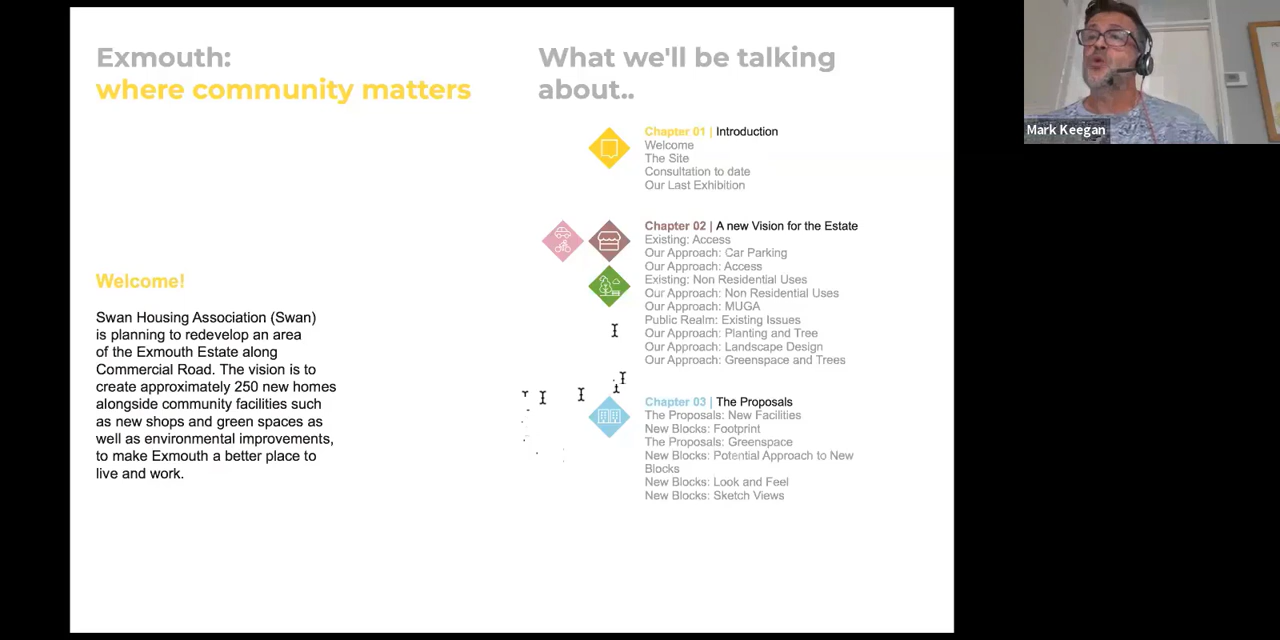 Exmouth:
where community matters
Welcome!
Swan Housing Association (Swan)
is planning to redevelop an area
of the Exmouth Estate along
Commercial Road. The vision is to
create approximately 250 new homes
alongside community facilities such
as new shops and green spaces as
well as environmental improvements,
to make Exmouth a better place to
live and work.
What we'll be talking
about..
Chapter 01 | Introduction
Welcome
The Site
Consultation to date
Our Last Exhibition
Chapter 02 | A new Vision for the Estate
Existing: Access
Our Approach: Car Parking
Our Approach: Access
Existing: Non Residential Uses
Our Approach: Non Residential Uses
Our Approach: MUGA
Public Realm: Existing Issues
Our Approach: Planting and Tree
Our Approach: Landscape Design
Our Approach: Greenspace and Trees
Chapter 03 | The Proposals
The Proposals: New Facilities
New Blocks: Footprint
The Proposals: Greenspace
New Blocks: Potential Approach to New
Blocks
New Blocks: Look and Feel
New Blocks: Sketch Views
Mark Keegan